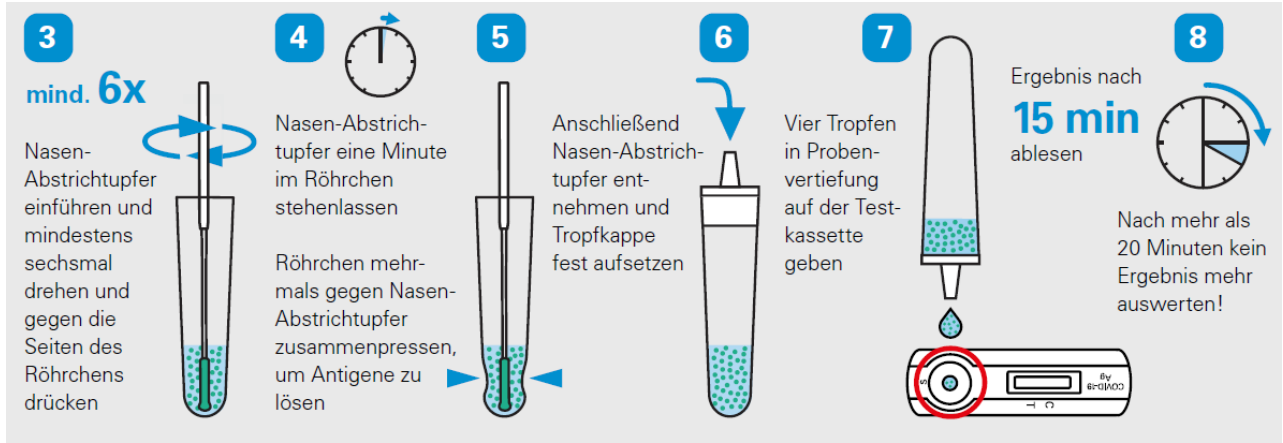 3
mind. 6x
Nasen-
Abstrichtupfer
einführen und
mindestens
sechsmal
drehen und
gegen die
Seiten des
Röhrchens
drücken
4
Nasen-Abstrich-
tupfer eine Minute
im Röhrchen
stehenlassen
Röhrchen mehr-
mals gegen Nasen-
Abstrichtupfer
zusammenpressen,
um Antigene zu
lösen
5
6
Anschließend
Nasen-Abstrich-
tupfer ent-
nehmen und
Tropfkappe
fest aufsetzen
7
Vier Tropfen
in Proben-
vertiefung
auf der Test-
kassette
geben
S
T C
COVID-19
Ag
8
Ergebnis nach
15 min
ablesen
Nach mehr als
20 Minuten kein
Ergebnis mehr
auswerten!